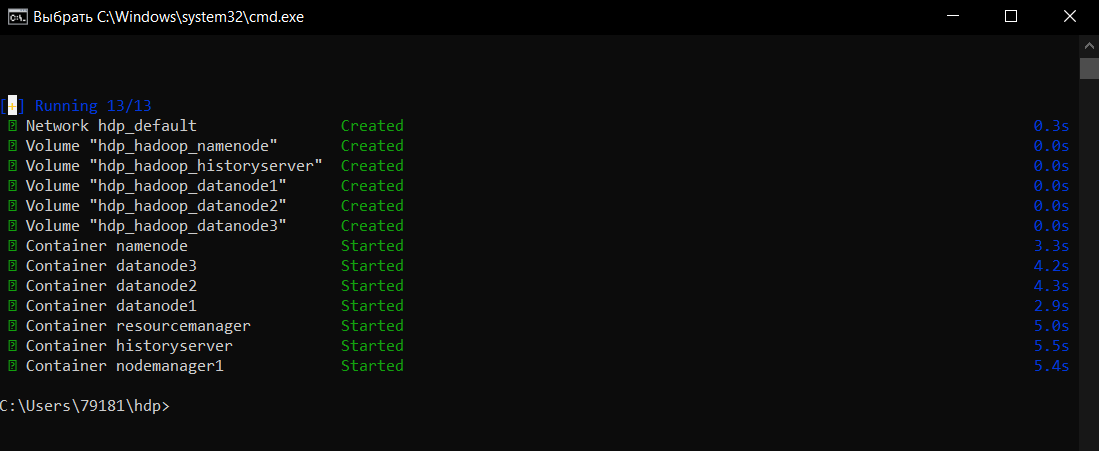 Выбрать C:\Windows\system32\cmd.exe
[+] Running 13/13
Network hdp_default Created 0.3s
Volume "hdp_hadoop_namenode" Created 0.0s
Volume "hdp_hadoop_historyserver" Created 0.0s
Volume "hdp_hadoop_datanode1" Created 0.0s
Volume "hdp_hadoop_datanode2" Created 0.0s
Volume "hdp_hadoop_datanode3" Created 0.0s
Container namenode Started 3.3s
Container datanode3 Started 4.2s
Container datanode2 Started 4.3s
Container datanode1 Started 2.9s
Container resourcemanager Started 5.0s
Container historyserver Started 5.5s
Container nodemanager1 Started 5.4s
C:\Users\79181\hdp>